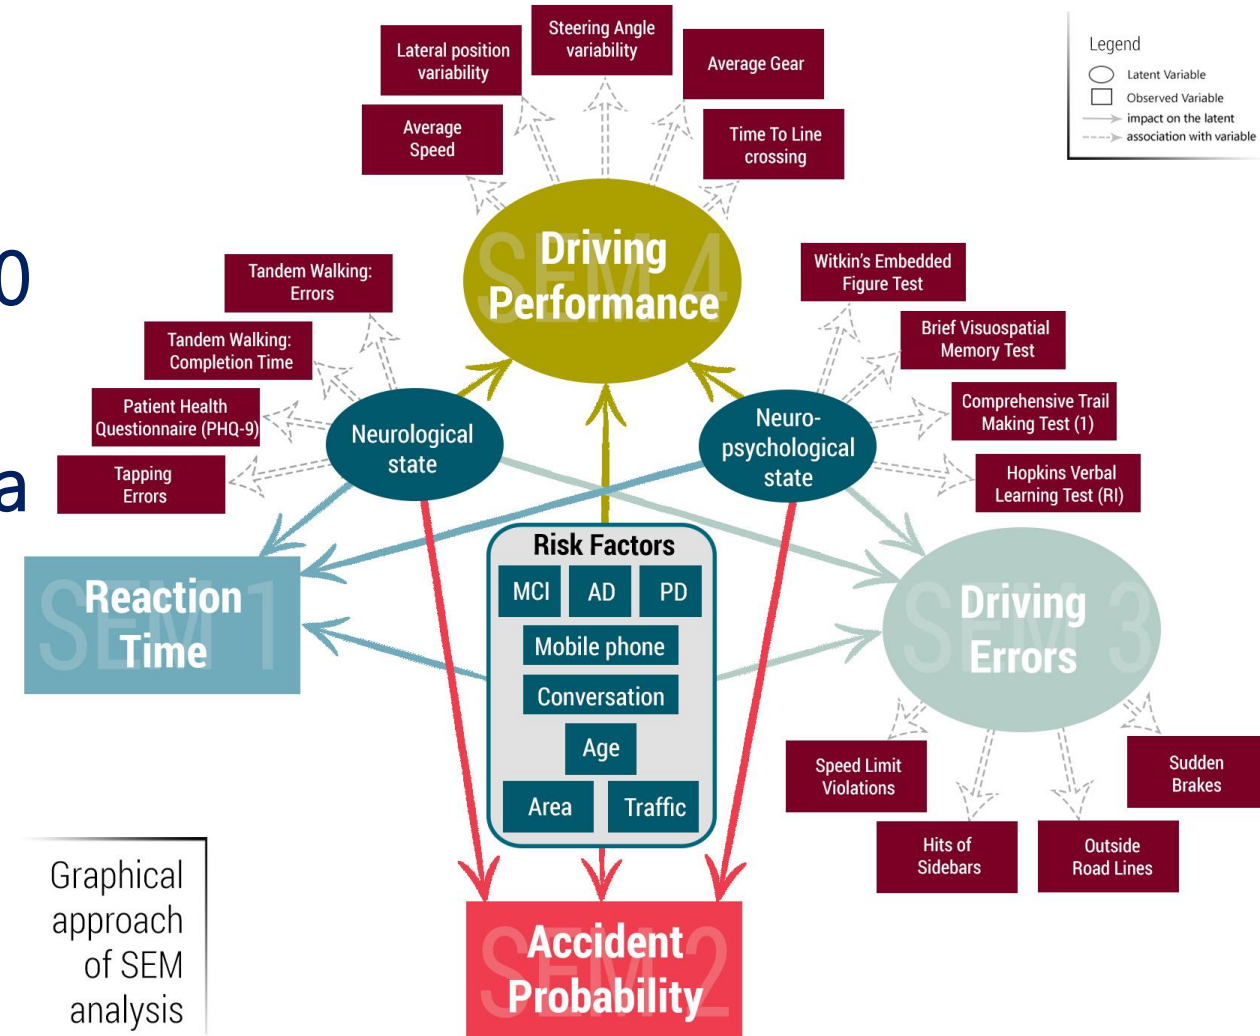 Steering Angle
variability
Lateral position
variability
Average Gear
Average
Speed
Time To Line
crossing
Legend
Latent Variable
Observed Variable
impact on the latent
association with variable
SEM 4
Driving
Performance
0
a
Tandem Walking:
Errors
Tandem Walking:
Completion Time
Patient Health
Questionnaire (PHQ-9)
Tapping
Errors
Neurological
state
Witkin's Embedded
Figure Test
Brief Visuospatial
Memory Test
Comprehensive Trail
Making Test (1)
Hopkins Verbal
Learning Test (RI)
Neuro-
psychological
state
SEM 1
Reaction
Time
Risk Factors
MCI AD PD
Mobile phone
Conversation
Age
Area Traffic
SEM 3
Driving
Errors
Speed Limit
Violations
Sudden
Brakes
Hits of
Sidebars
Outside
Road Lines
Graphical
approach
of SEM
analysis
SEM 2
Accident
Probability